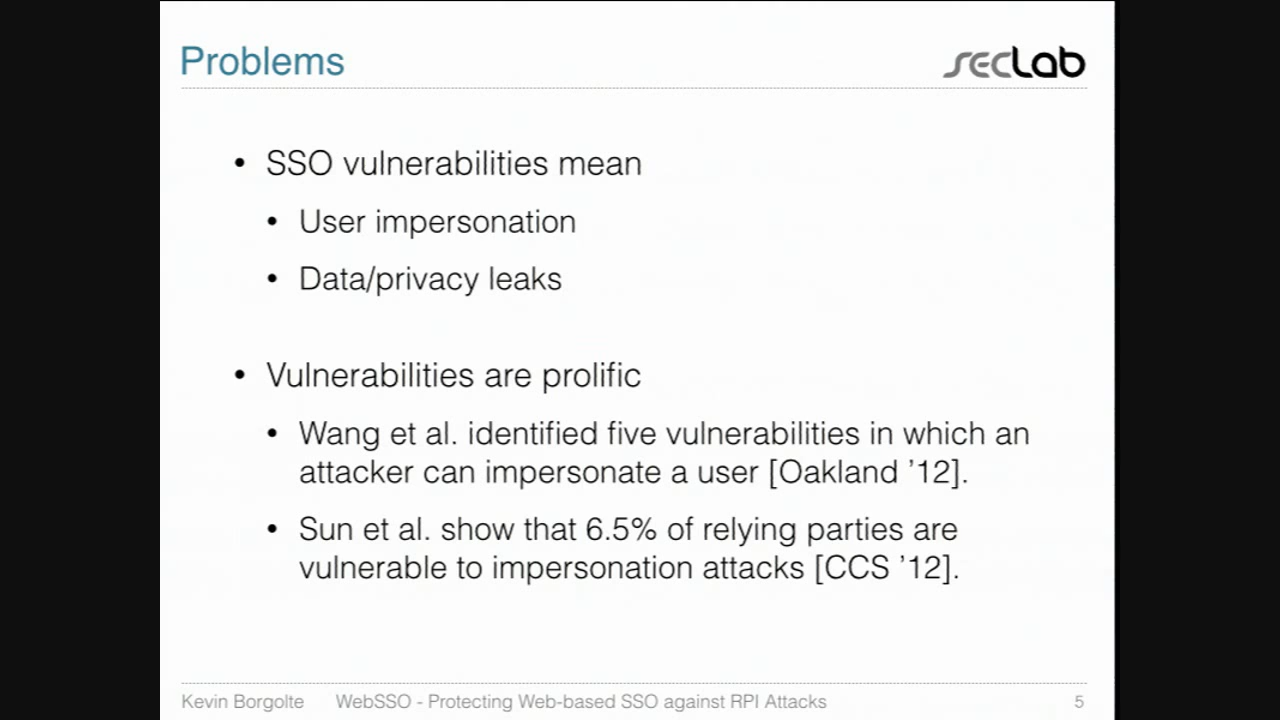 Problems
secLab
• SSO vulnerabilities mean
• User impersonation
• Data/privacy leaks
• Vulnerabilities are prolific
• Wang et al. identified five vulnerabilities in which an
attacker can impersonate a user [Oakland ’12].
• Sun et al. show that 6.5% of relying parties are
vulnerable to impersonation attacks [CCS ’12].
Kevin Borgolte WebSSO - Protecting Web-based SSO against RPI Attacks 5